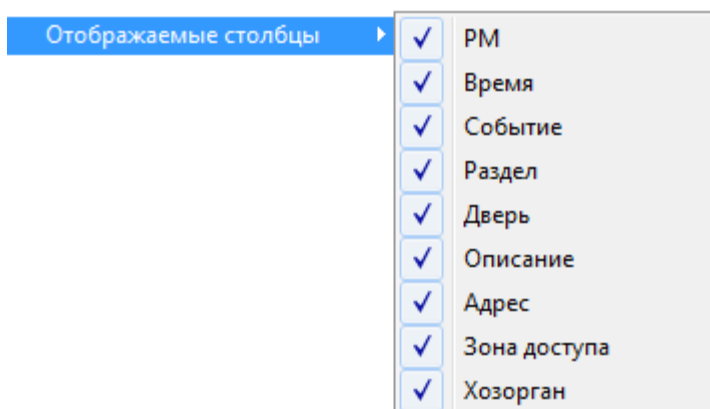 Отображаемые столбцы
РМ
Время
Событие
Раздел
Дверь
Описание
Адрес
Зона доступа
Хозорган